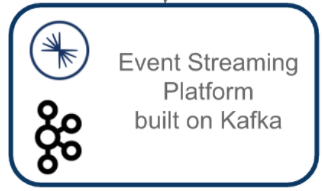 Event Streaming
Platform
built on Kafka